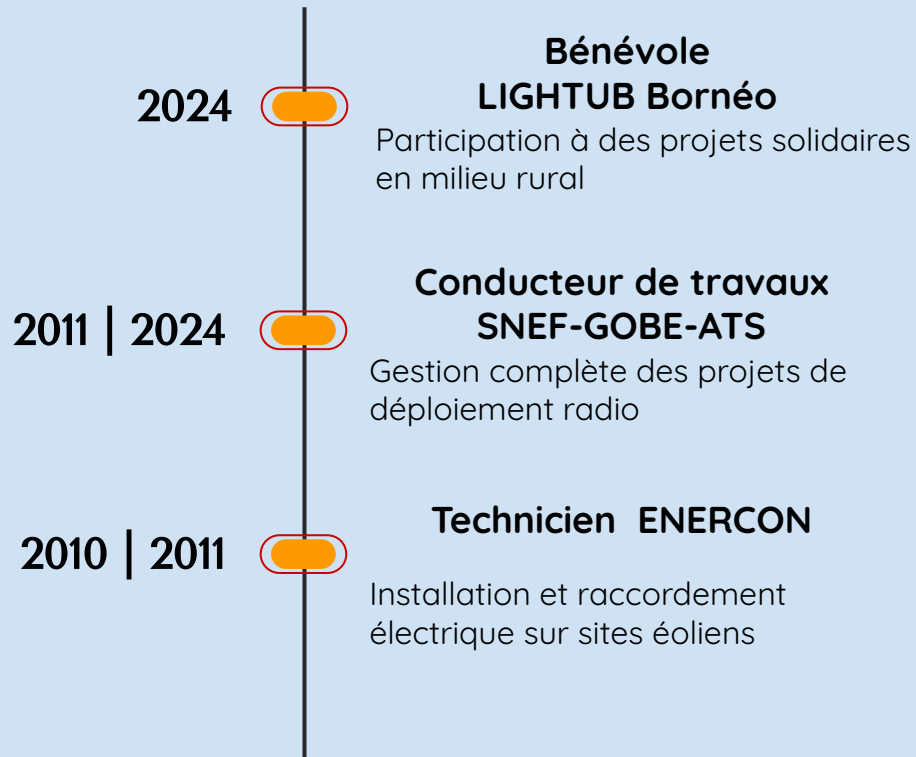 2024
Bénévole
LIGHTUB Bornéo
Participation à des projets solidaires
en milieu rural
2011 | 2024
Conducteur de travaux
SNEF-GOBE-ATS
Gestion complète des projets de
déploiement radio
2010 | 2011
Technicien ENERCON
Installation et raccordement
électrique sur sites éoliens